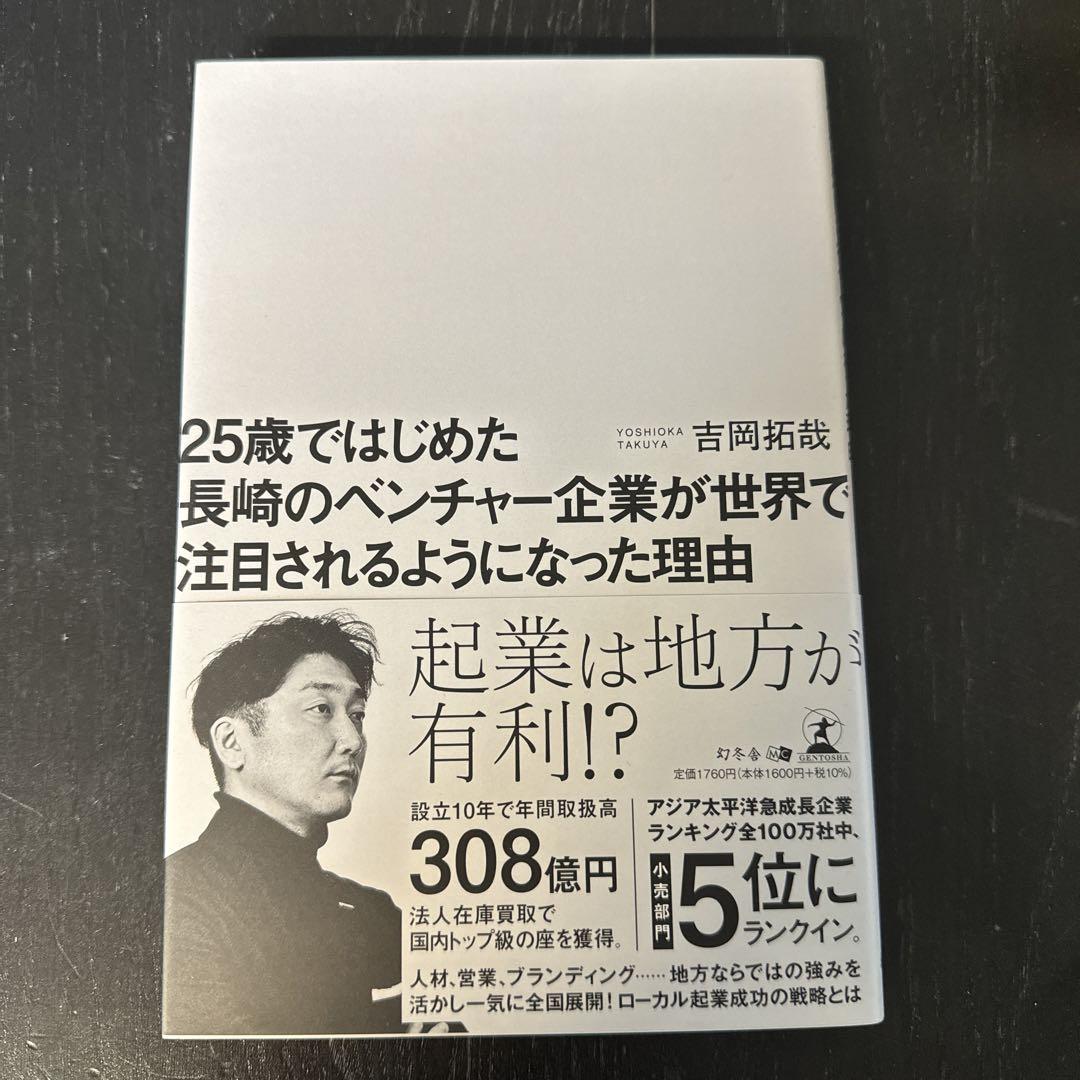 25歳ではじめた
長崎のベンチャー企業が世界で
注目されるようになった理由
YOSHIOKA
TAKUYA
吉岡拓哉
起業は地方が
有利!?
幻冬舎 MC
GENTOSHA
定価1760円(本体1600円+税10%)
設立10年で年間取扱高
308億円
法人在庫買取で
国内トップ級の座を獲得。
アジア太平洋急成長企業
ランキング全100万社中、
小売部門
5位に
ランクイン。
人材、営業、ブランディング……地方ならではの強みを
活かし一気に全国展開!ローカル起業成功の戦略とは